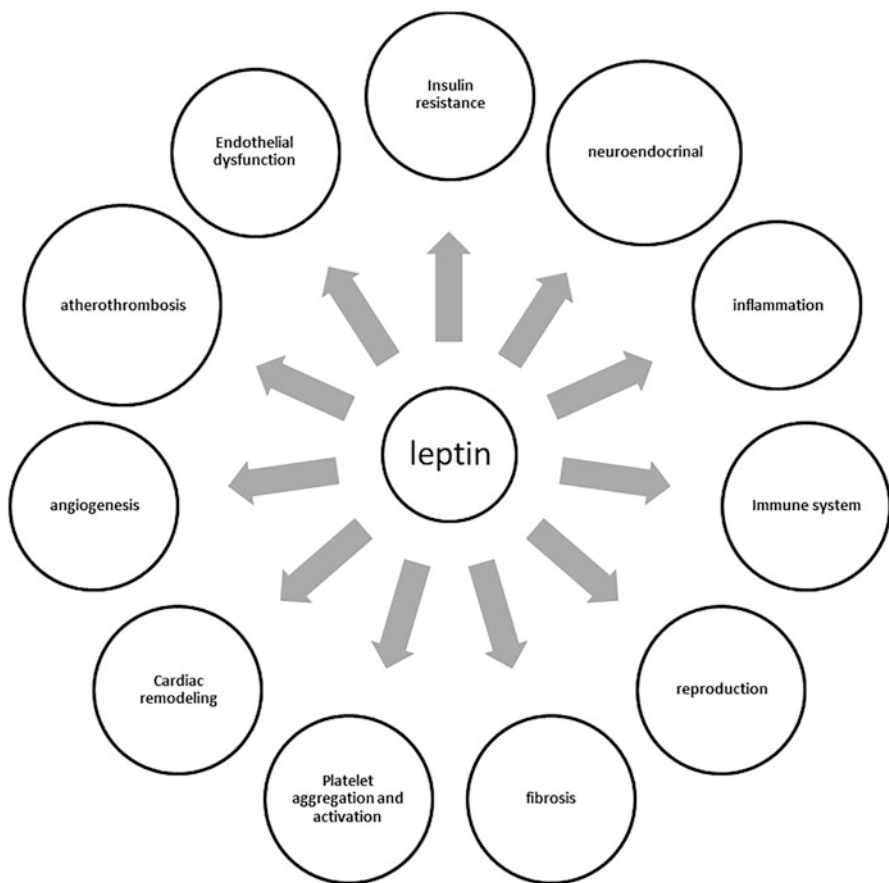 Insulin
resistance
neuroendocrinal
inflammation
Immune system
reproduction
fibrosis
Platelet
aggregation and
activation
Cardiac
remodeling
angiogenesis
atherothrombosis
Endothelial
dysfunction
leptin